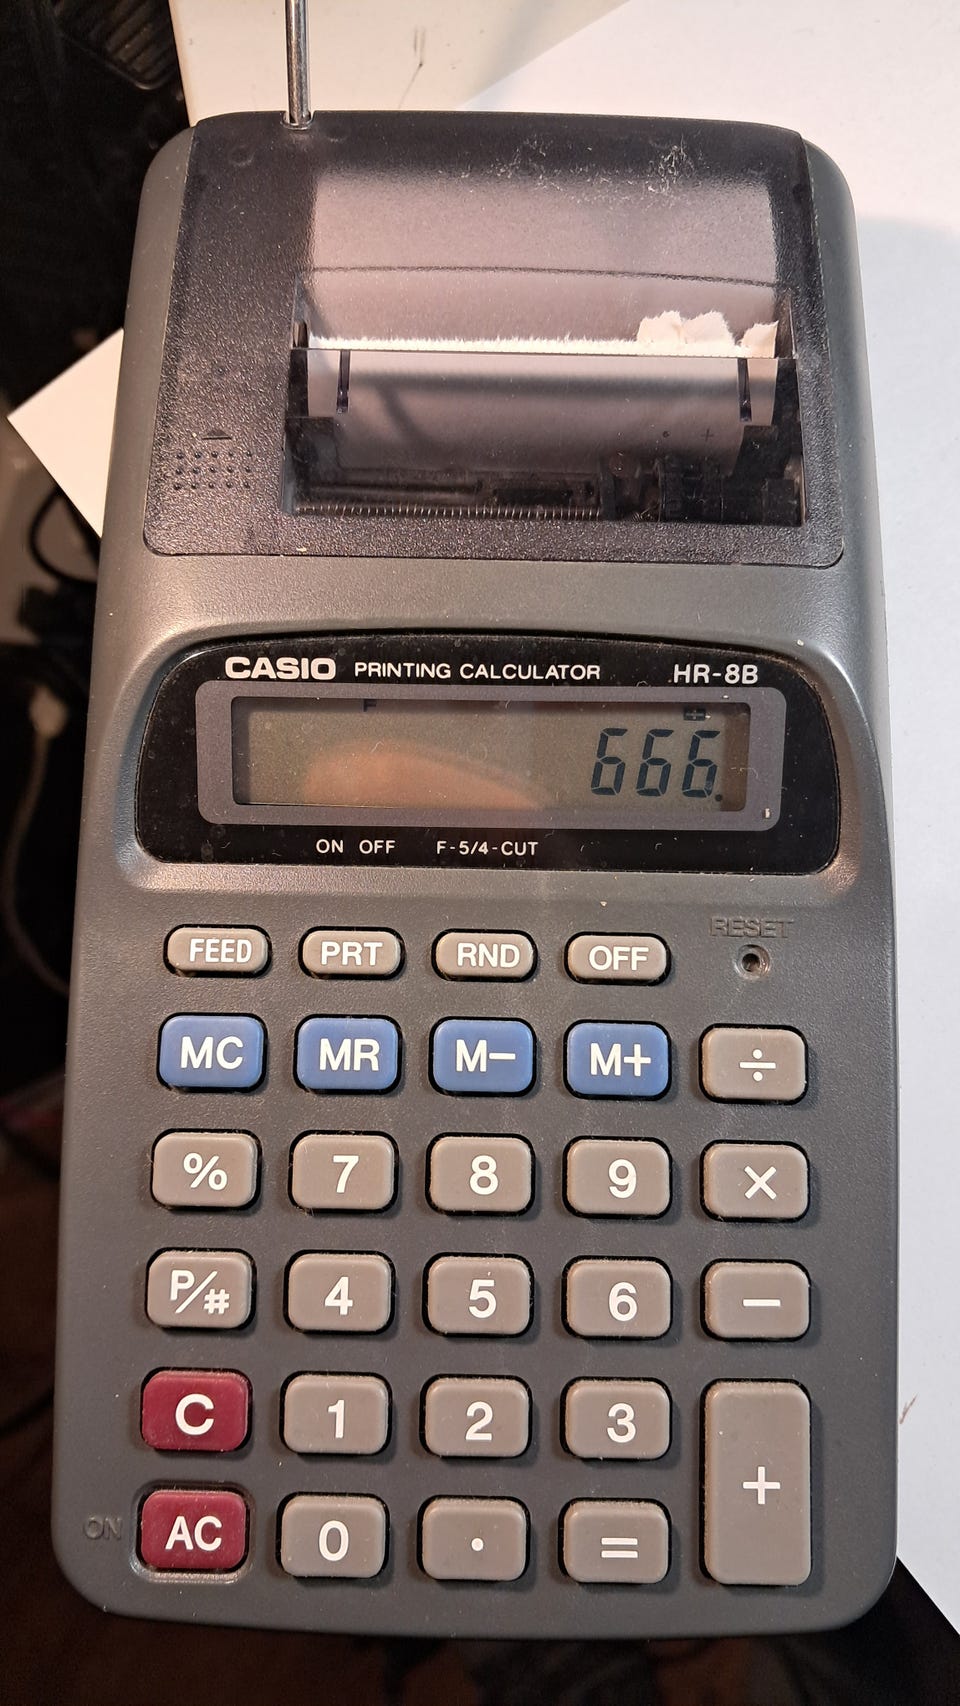 CASIO PRINTING CALCULATOR HR-8B
666.
ON OFF F-5/4-CUT
RESET
FEED PRT RND OFF
MC MR M− M+ ÷
% 7 8 9 ×
P/# 4 5 6 −
C 1 2 3
+
ON AC 0 . =